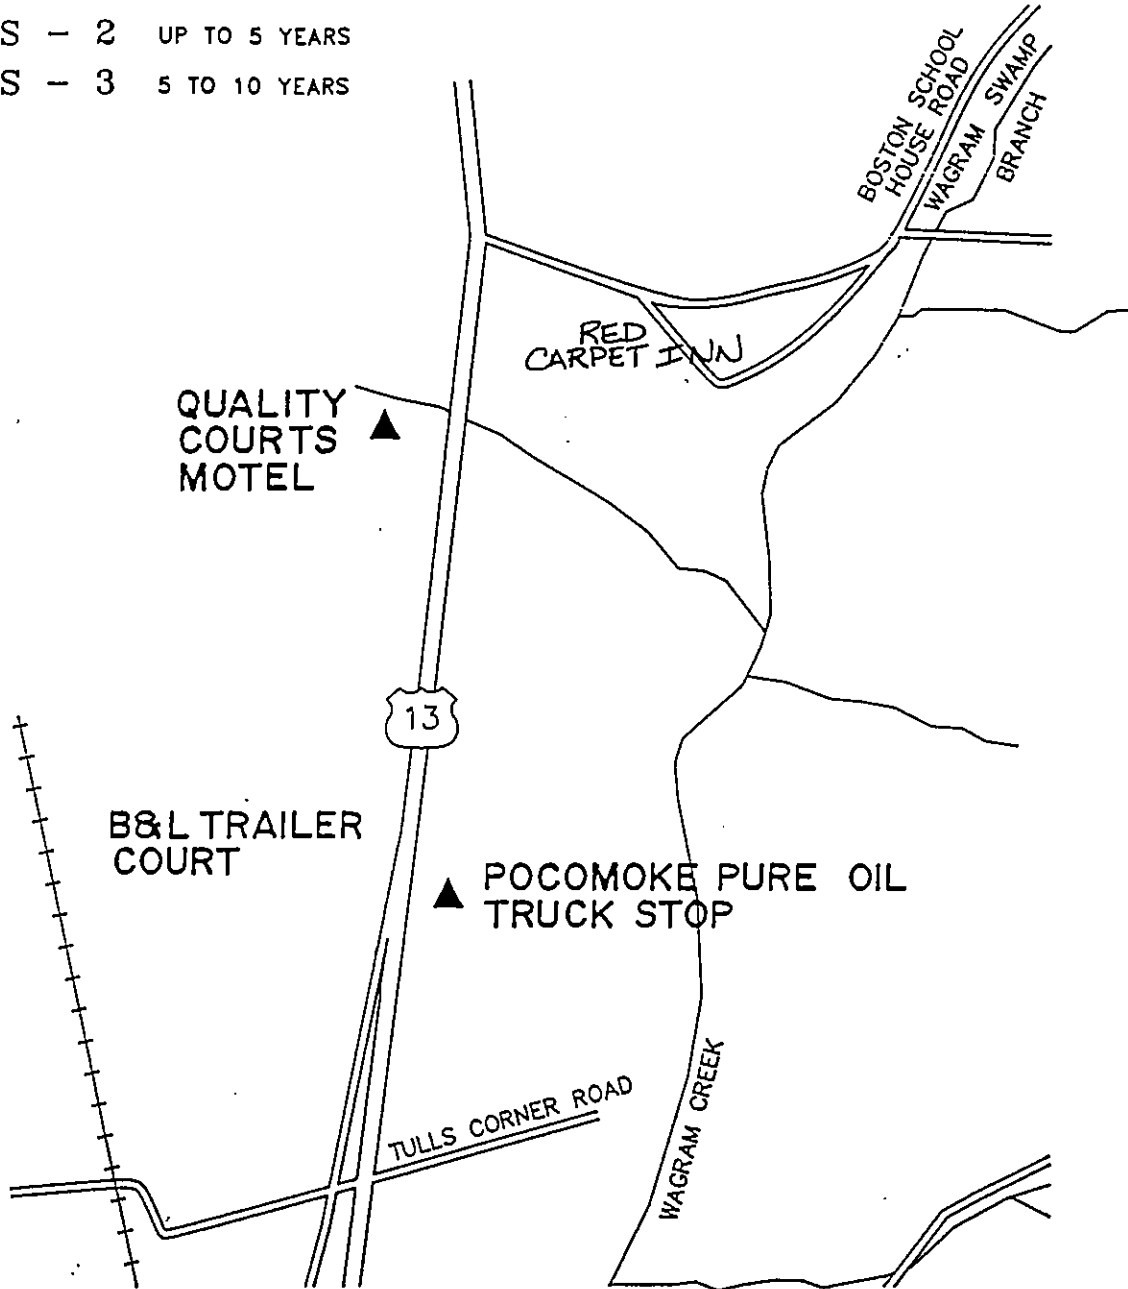 S - 2 UP TO 5 YEARS
S - 3 5 TO 10 YEARS
BOSTON SCHOOL
HOUSE ROAD
WAGRAM SWAMP
BRANCH
RED
CARPET INN
QUALITY
COURTS
MOTEL
13
B&L TRAILER
COURT
POCOMOKE PURE OIL
TRUCK STOP
TULLS CORNER ROAD
WAGRAM CREEK